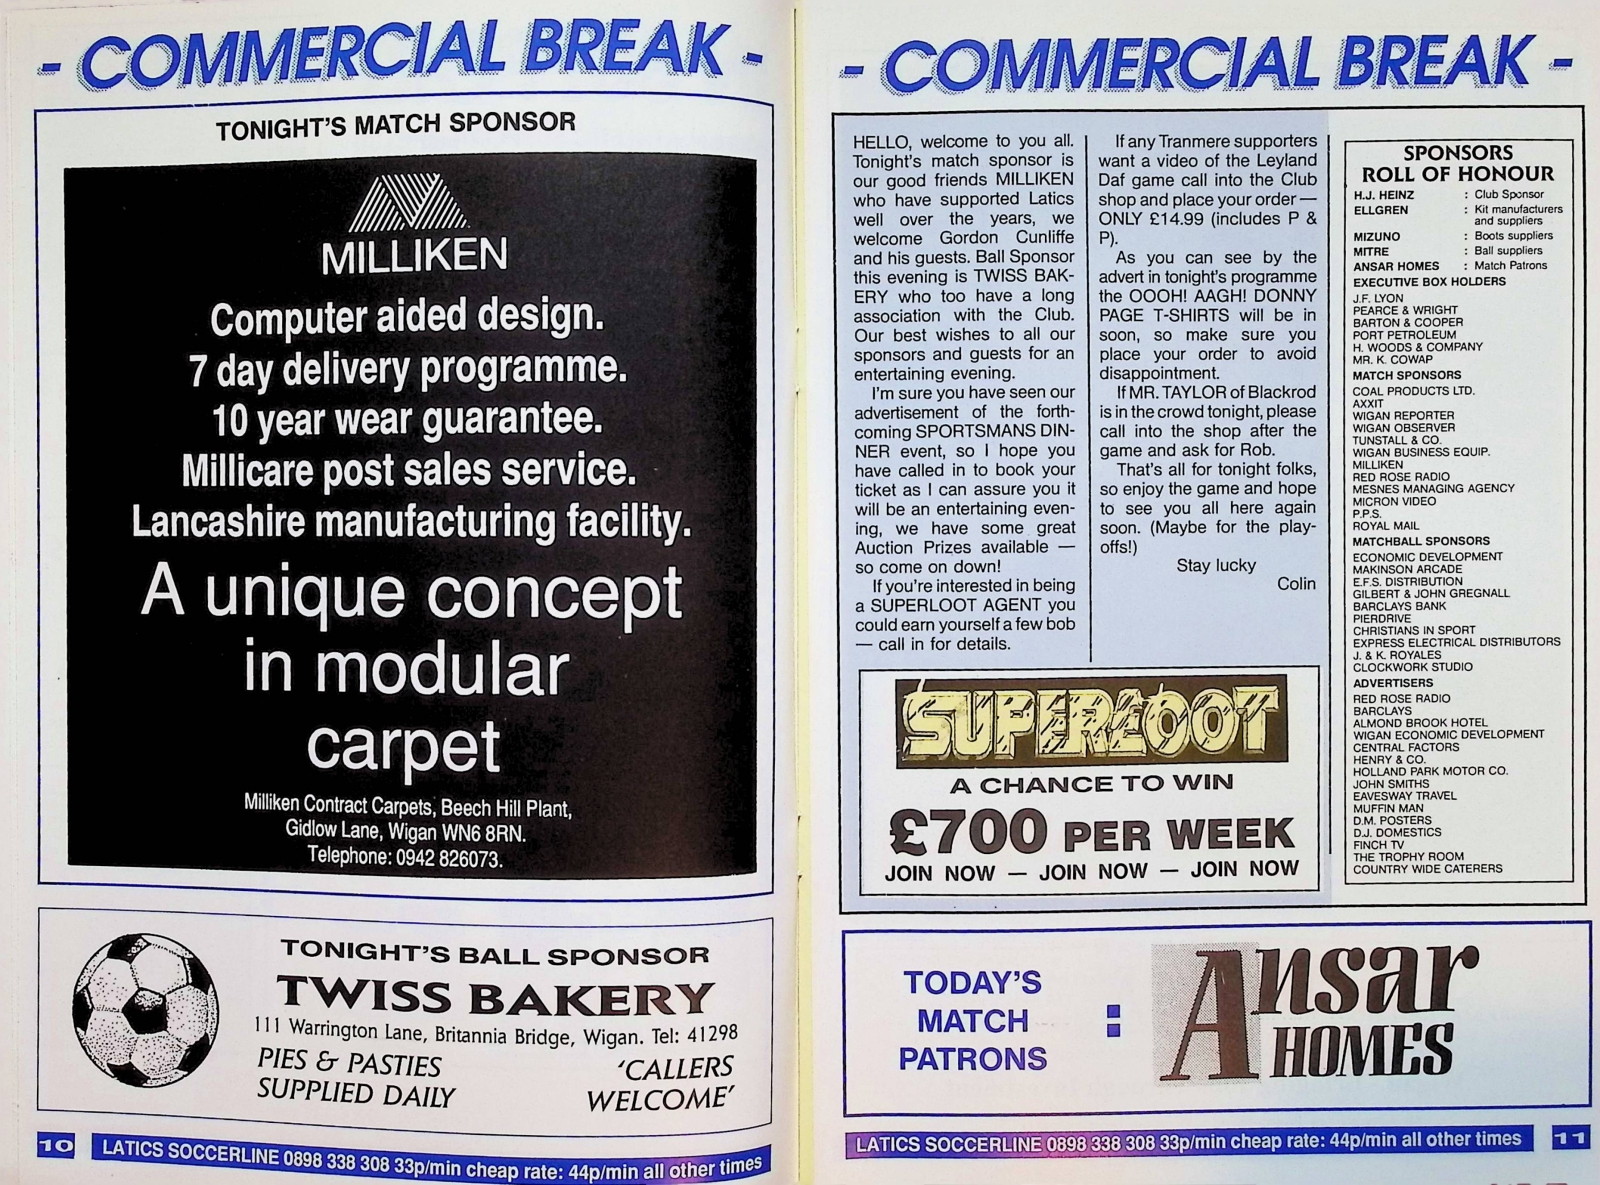 - COMMERCIAL BREAK -
TONIGHT'S MATCH SPONSOR
MILLIKEN
Computer aided design.
7 day delivery programme.
10 year wear guarantee.
Millicare post sales service.
Lancashire manufacturing facility.
A unique concept
in modular
carpet
Milliken Contract Carpets, Beech Hill Plant,
Gidlow Lane, Wigan WN6 8RN.
Telephone: 0942 826073.
TONIGHT'S BALL SPONSOR
TWISS BAKERY
111 Warrington Lane, Britannia Bridge, Wigan. Tel: 41298
PIES & PASTIES
SUPPLIED DAILY
'CALLERS
WELCOME'
10
LATICS SOCCERLINE 0898 338 308 33p/min cheap rate: 44p/min all other times
- COMMERCIAL BREAK -
HELLO, welcome to you all.
Tonight's match sponsor is
our good friends MILLIKEN
who have supported Latics
well over the years, we
welcome Gordon Cunliffe
and his guests. Ball Sponsor
this evening is TWISS BAK-
ERY who too have a long
association with the Club.
Our best wishes to all our
sponsors and guests for an
entertaining evening.
I'm sure you have seen our
advertisement of the forth-
coming SPORTSMANS DIN-
NER event, so I hope you
have called in to book your
ticket as I can assure you it
will be an entertaining even-
ing, we have some great
Auction Prizes available —
so come on down!
If you're interested in being
a SUPERLOOT AGENT you
could earn yourself a few bob
— call in for details.
If any Tranmere supporters
want a video of the Leyland
Daf game call into the Club
shop and place your order —
ONLY £14.99 (includes P &
P).
As you can see by the
advert in tonight's programme
the OOOH! AAGH! DONNY
PAGE T-SHIRTS will be in
soon, so make sure you
place your order to avoid
disappointment.
If MR. TAYLOR of Blackrod
is in the crowd tonight, please
call into the shop after the
game and ask for Rob.
That's all for tonight folks,
so enjoy the game and hope
to see you all here again
soon. (Maybe for the play-
offs!)
Stay lucky
Colin
SUPERLOOT
A CHANCE TO WIN
£700 PER WEEK
JOIN NOW — JOIN NOW — JOIN NOW
SPONSORS
ROLL OF HONOUR
H.J. HEINZ : Club Sponsor
ELLGREN : Kit manufacturers
and suppliers
MIZUNO : Boots suppliers
MITRE : Ball suppliers
ANSAR HOMES : Match Patrons
EXECUTIVE BOX HOLDERS
J.F. LYON
PEARCE & WRIGHT
BARTON & COOPER
PORT PETROLEUM
H. WOODS & COMPANY
MR. K. COWAP
MATCH SPONSORS
COAL PRODUCTS LTD.
AXXIT
WIGAN REPORTER
WIGAN OBSERVER
TUNSTALL & CO.
WIGAN BUSINESS EQUIP.
MILLIKEN
RED ROSE RADIO
MESNES MANAGING AGENCY
MICRON VIDEO
P.P.S.
ROYAL MAIL
MATCHBALL SPONSORS
ECONOMIC DEVELOPMENT
MAKINSON ARCADE
E.F.S. DISTRIBUTION
GILBERT & JOHN GREGNALL
BARCLAYS BANK
PIERDRIVE
CHRISTIANS IN SPORT
EXPRESS ELECTRICAL DISTRIBUTORS
J. & K. ROYALES
CLOCKWORK STUDIO
ADVERTISERS
RED ROSE RADIO
BARCLAYS
ALMOND BROOK HOTEL
WIGAN ECONOMIC DEVELOPMENT
CENTRAL FACTORS
HENRY & CO.
HOLLAND PARK MOTOR CO.
JOHN SMITHS
EAVESWAY TRAVEL
MUFFIN MAN
D.M. POSTERS
D.J. DOMESTICS
FINCH TV
THE TROPHY ROOM
COUNTRY WIDE CATERERS
TODAY'S
MATCH
PATRONS
:
Ansar
HOMES
LATICS SOCCERLINE 0898 338 308 33p/min cheap rate: 44p/min all other times
11